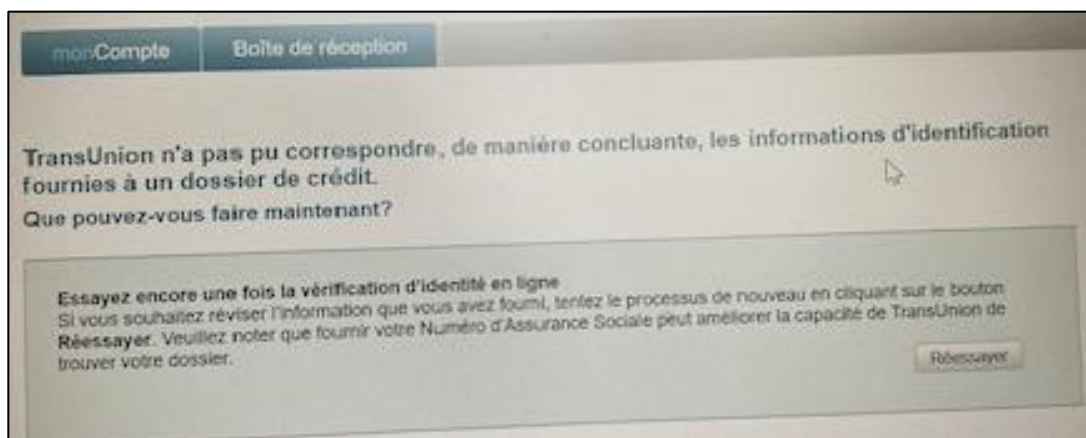 monCompte
Boîte de réception
TransUnion n'a pas pu correspondre, de manière concluante, les informations d'identification
fournies à un dossier de crédit.
Que pouvez-vous faire maintenant?
Essayez encore une fois la vérification d'identité en ligne
Si vous souhaitez réviser l'information que vous avez fourni, tentez le processus de nouveau en cliquant sur le bouton
Réessayer. Veuillez noter que fournir votre Numéro d'Assurance Sociale peut améliorer la capacité de TransUnion de
trouver votre dossier.
Réessayer